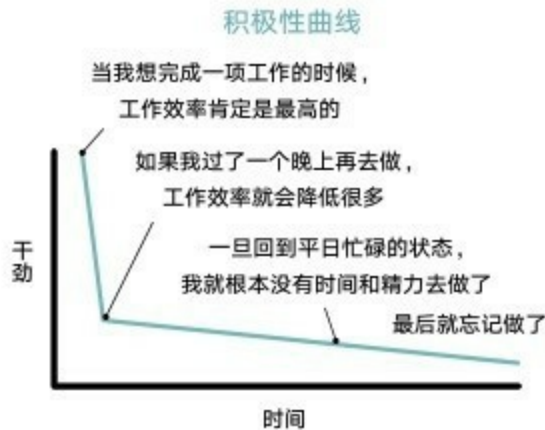 积极性曲线
当我想完成一项工作的时候，
工作效率肯定是最高的
如果我过了一个晚上再去做，
工作效率就会降低很多
一旦回到平日忙碌的状态，
我就根本没有时间和精力去做了
最后就忘记做了
干劲
时间